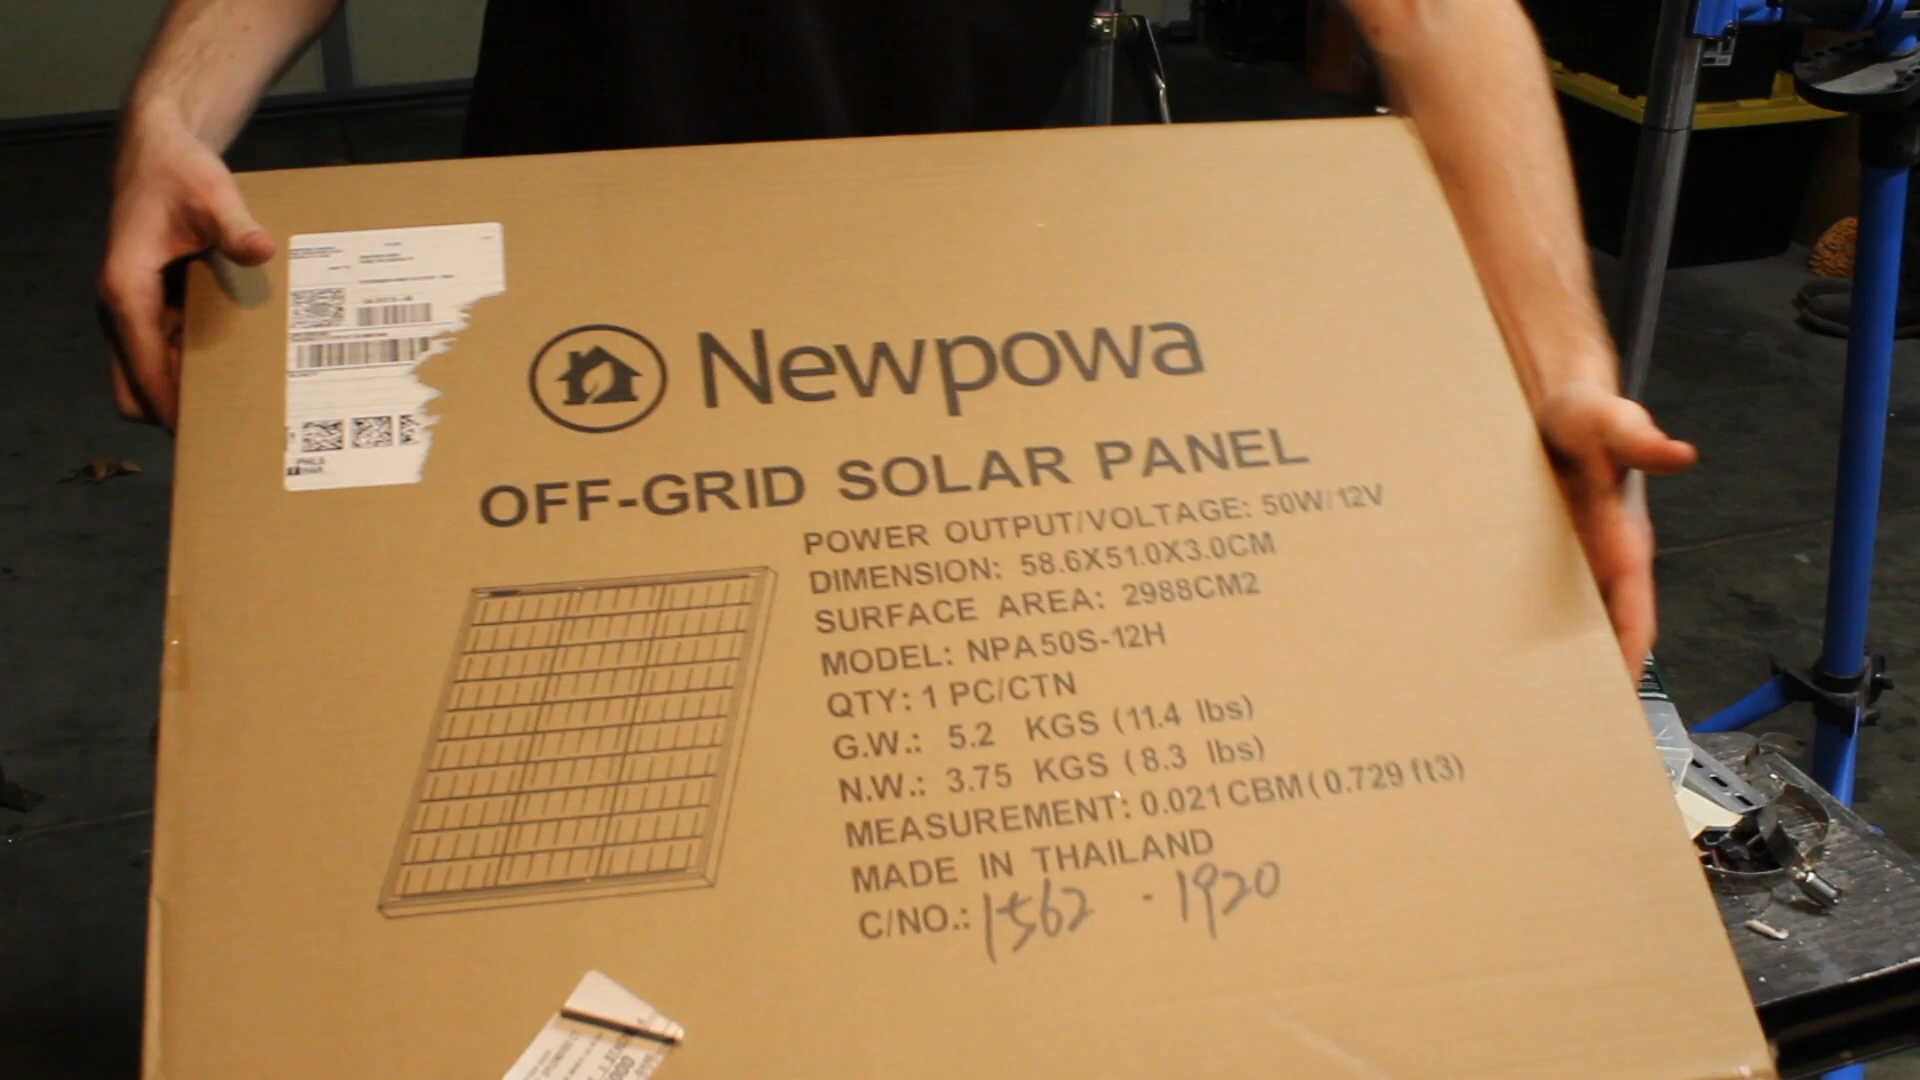 Newpowa
OFF-GRID SOLAR PANEL
POWER OUTPUT/VOLTAGE: 50W/12V
DIMENSION: 58.6X51.0X3.0CM
SURFACE AREA: 2988CM2
MODEL: NPA50S-12H
QTY: 1 PC/CTN
G.W.: 5.2 KGS (11.4 lbs)
N.W.: 3.75 KGS (8.3 lbs)
MEASUREMENT: 0.021CBM(0.729 ft3)
MADE IN THAILAND
C/NO.: 1562 - 1920